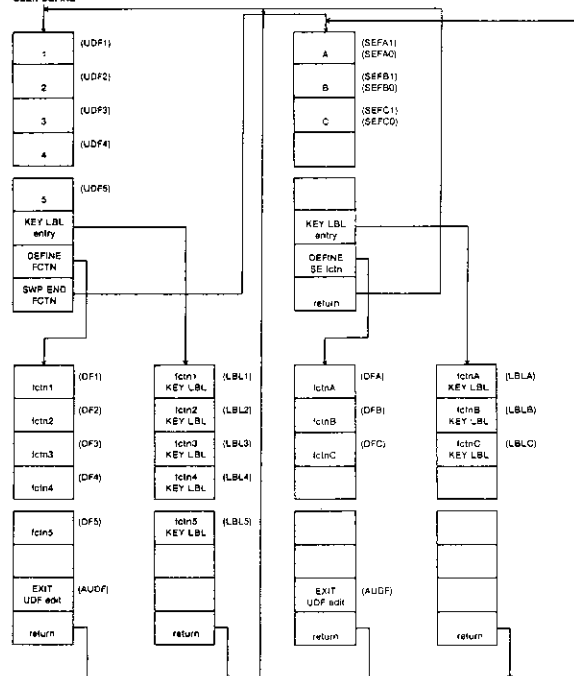 1 (UDF1)
2 (UDF2)
3 (UDF3)
4 (UDF4)
5 (UDF5)
KEY LBL
entry
DEFINE
FCTN
SWP END
FCTN
A (SEFA1)
(SEFA0)
B (SEFB1)
(SEFB0)
C (SEFC1)
(SEFC0)
KEY LBL
entry
DEFINE
SE fctn
return
fctn1 (DF1)
fctn2 (DF2)
fctn3 (DF3)
fctn4 (DF4)
fctn5 (DF5)
EXIT (AUDF)
UDF edit
return
fctn1 (LBL1)
KEY LBL
fctn2 (LBL2)
KEY LBL
fctn3 (LBL3)
KEY LBL
fctn4 (LBL4)
KEY LBL
fctn5 (LBL5)
KEY LBL
return
fctnA (DFA)
fctnB (DFB)
fctnC (DFC)
EXIT (AUDF)
UDF edit
return
fctnA (LBLA)
KEY LBL
fctnB (LBLB)
KEY LBL
fctnC (LBLC)
KEY LBL
return